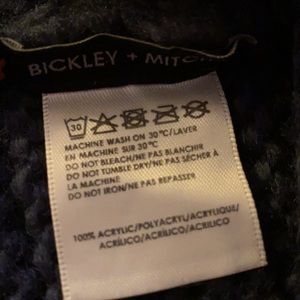 BICKLEY + MITC
30
MACHINE WASH ON 30°C/LAVER
EN MACHINE SUR 30°C
DO NOT BLEACH/NE PAS BLANCHIR
DO NOT TUMBLE DRY/NE PAS SÉCHER À
LA MACHINE
DO NOT IRON/NE PAS REPASSER
100% ACRYLIC/POLYACRYL/ACRYLIQUE/
ACRÍLICO/ACRILICO/ACRÍLICO